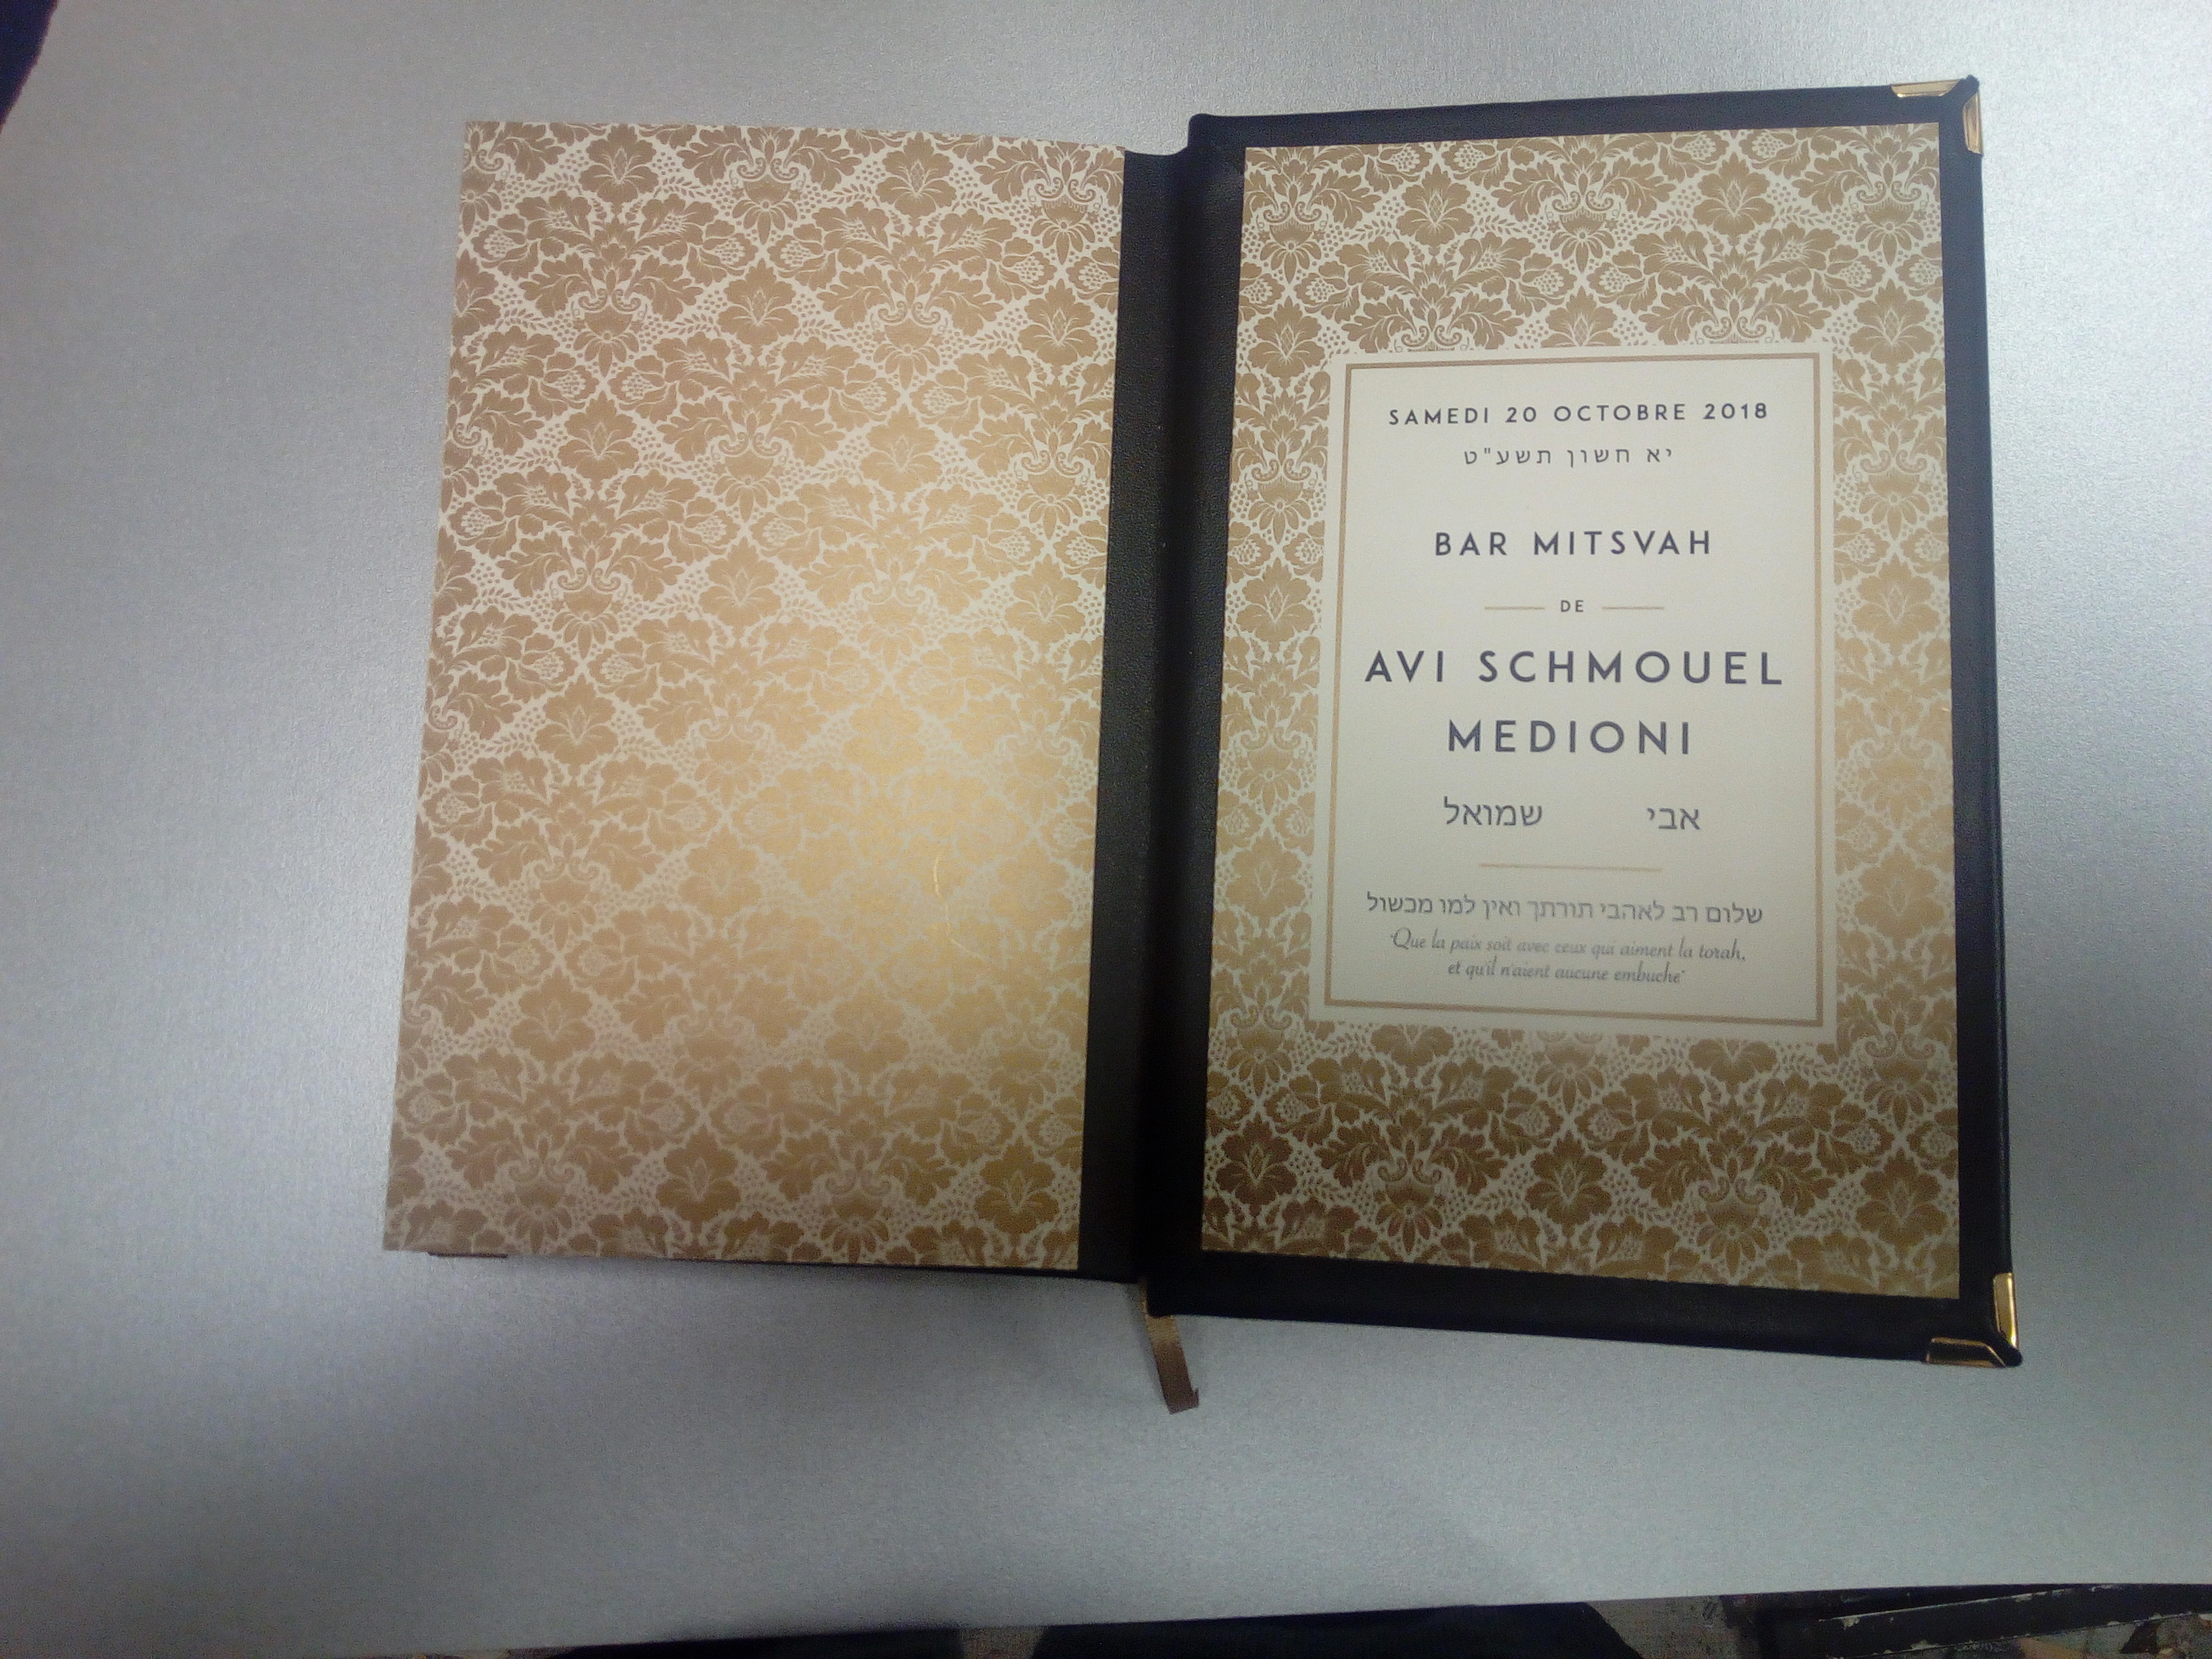 SAMEDI 20 OCTOBRE 2018
יא חשון תשע"ט
BAR MITSVAH
DE
AVI SCHMOUEL
MEDIONI
אבי שמואל
שלום רב לאהבי תורתך ואין למו מכשול
"Que la paix soit avec ceux qui aiment la torah,
et qu'il n'aient aucune embuche"